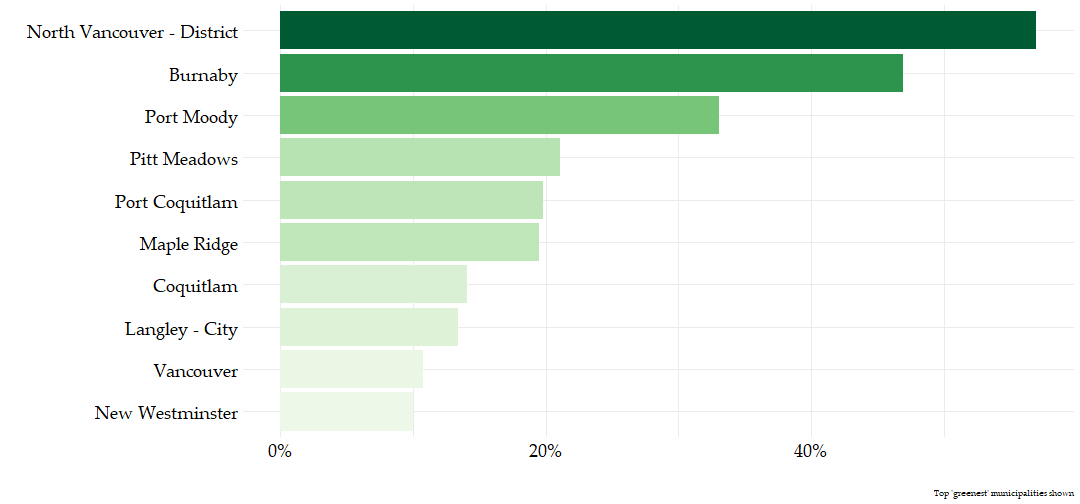 North Vancouver - District
Burnaby
Port Moody
Pitt Meadows
Port Coquitlam
Maple Ridge
Coquitlam
Langley - City
Vancouver
New Westminster
0% 20% 40%
Top 'greenest' municipalities shown